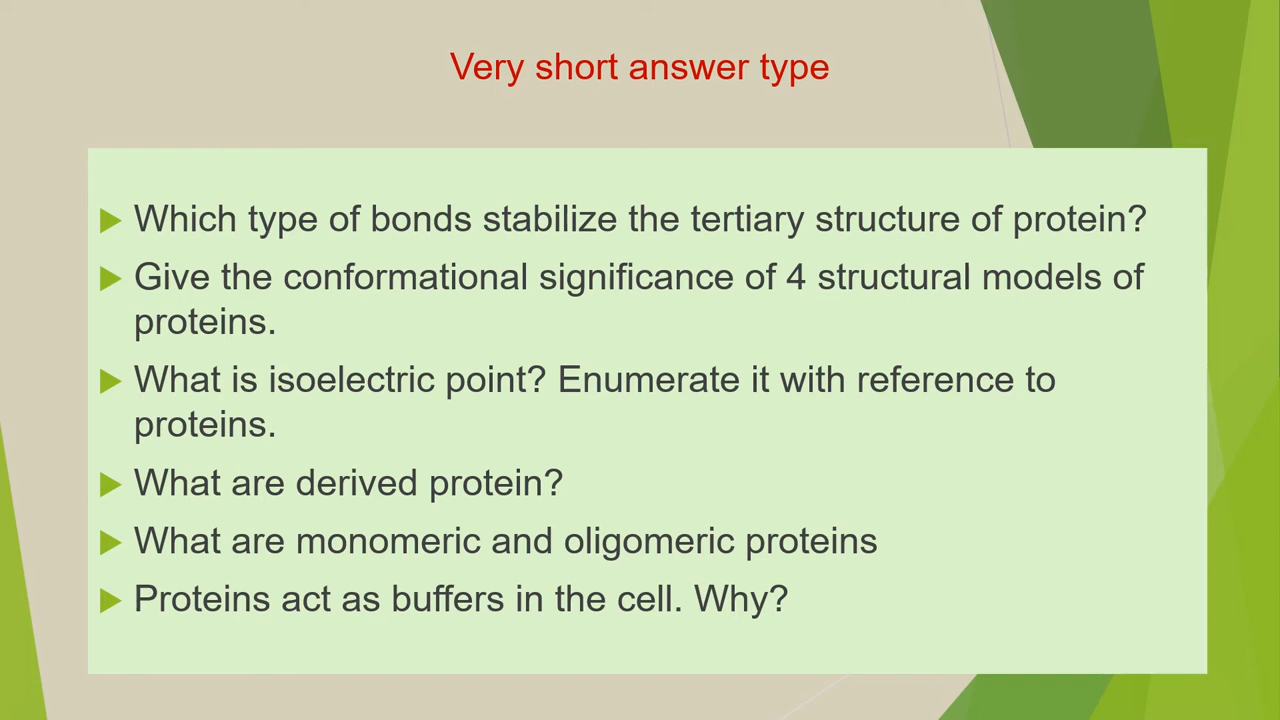 Very short answer type
Which type of bonds stabilize the tertiary structure of protein?
Give the conformational significance of 4 structural models of
proteins.
What is isoelectric point? Enumerate it with reference to
proteins.
What are derived protein?
What are monomeric and oligomeric proteins
Proteins act as buffers in the cell. Why?